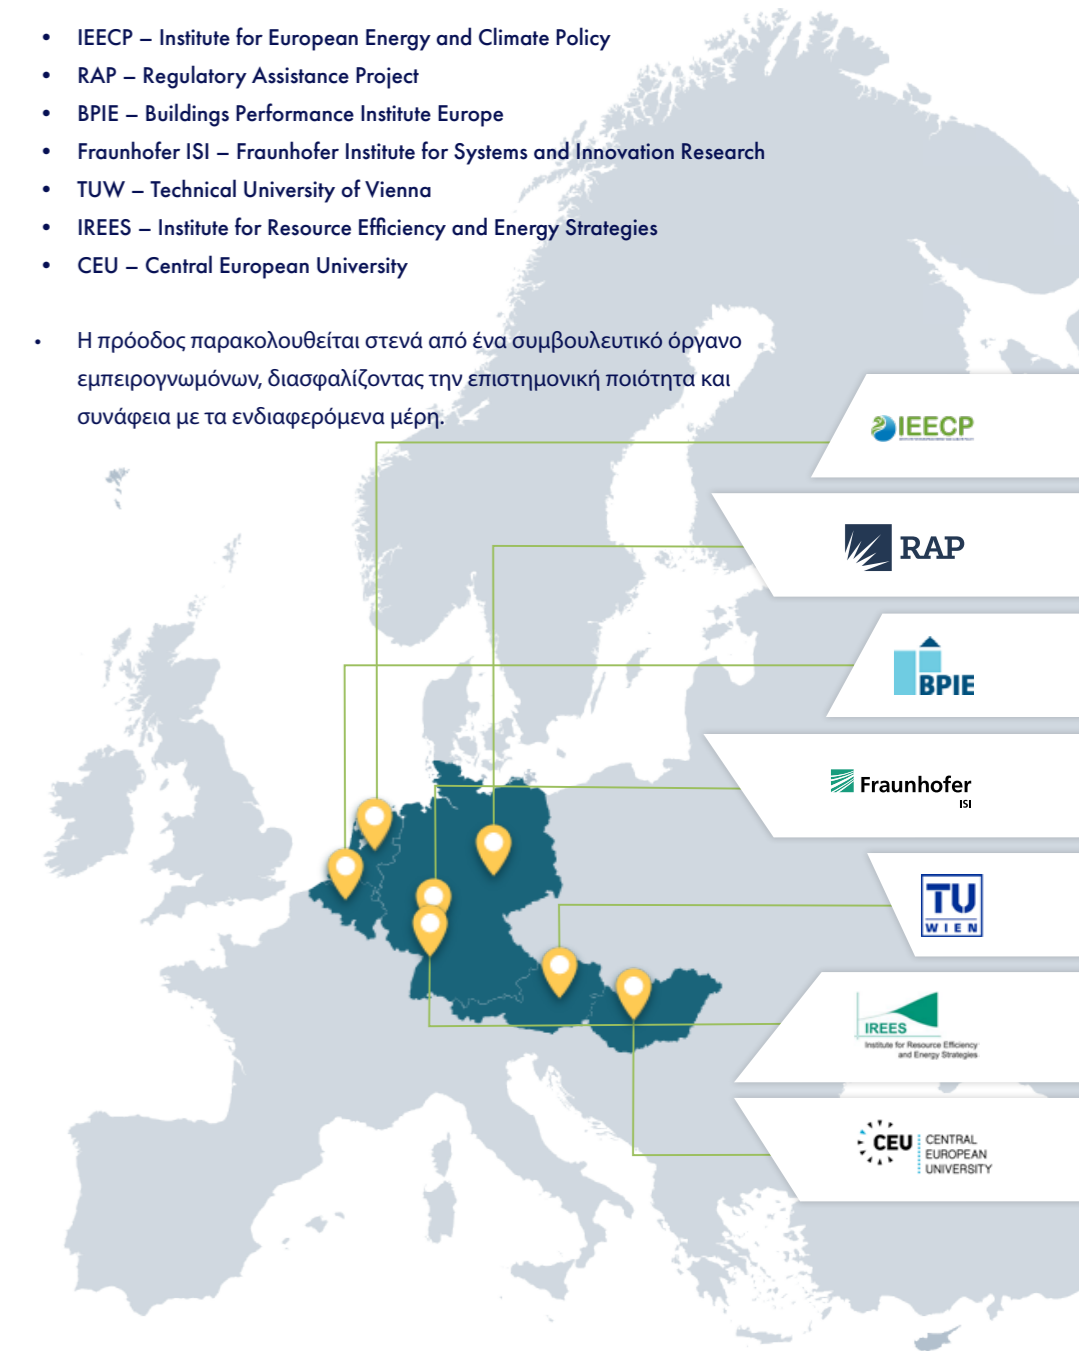 • IEECP – Institute for European Energy and Climate Policy
• RAP – Regulatory Assistance Project
• BPIE – Buildings Performance Institute Europe
• Fraunhofer ISI – Fraunhofer Institute for Systems and Innovation Research
• TUW – Technical University of Vienna
• IREES – Institute for Resource Efficiency and Energy Strategies
• CEU – Central European University
• Η πρόοδος παρακολουθείται στενά από ένα συμβουλευτικό όργανο
εμπειρογνωμόνων, διασφαλίζοντας την επιστημονική ποιότητα και
συνάφεια με τα ενδιαφερόμενα μέρη.
IEECP
RAP
BPIE
Fraunhofer
ISI
TU
WIEN
IREES
Institute for Resource Efficiency
and Energy Strategies
CEU
CENTRAL
EUROPEAN
UNIVERSITY